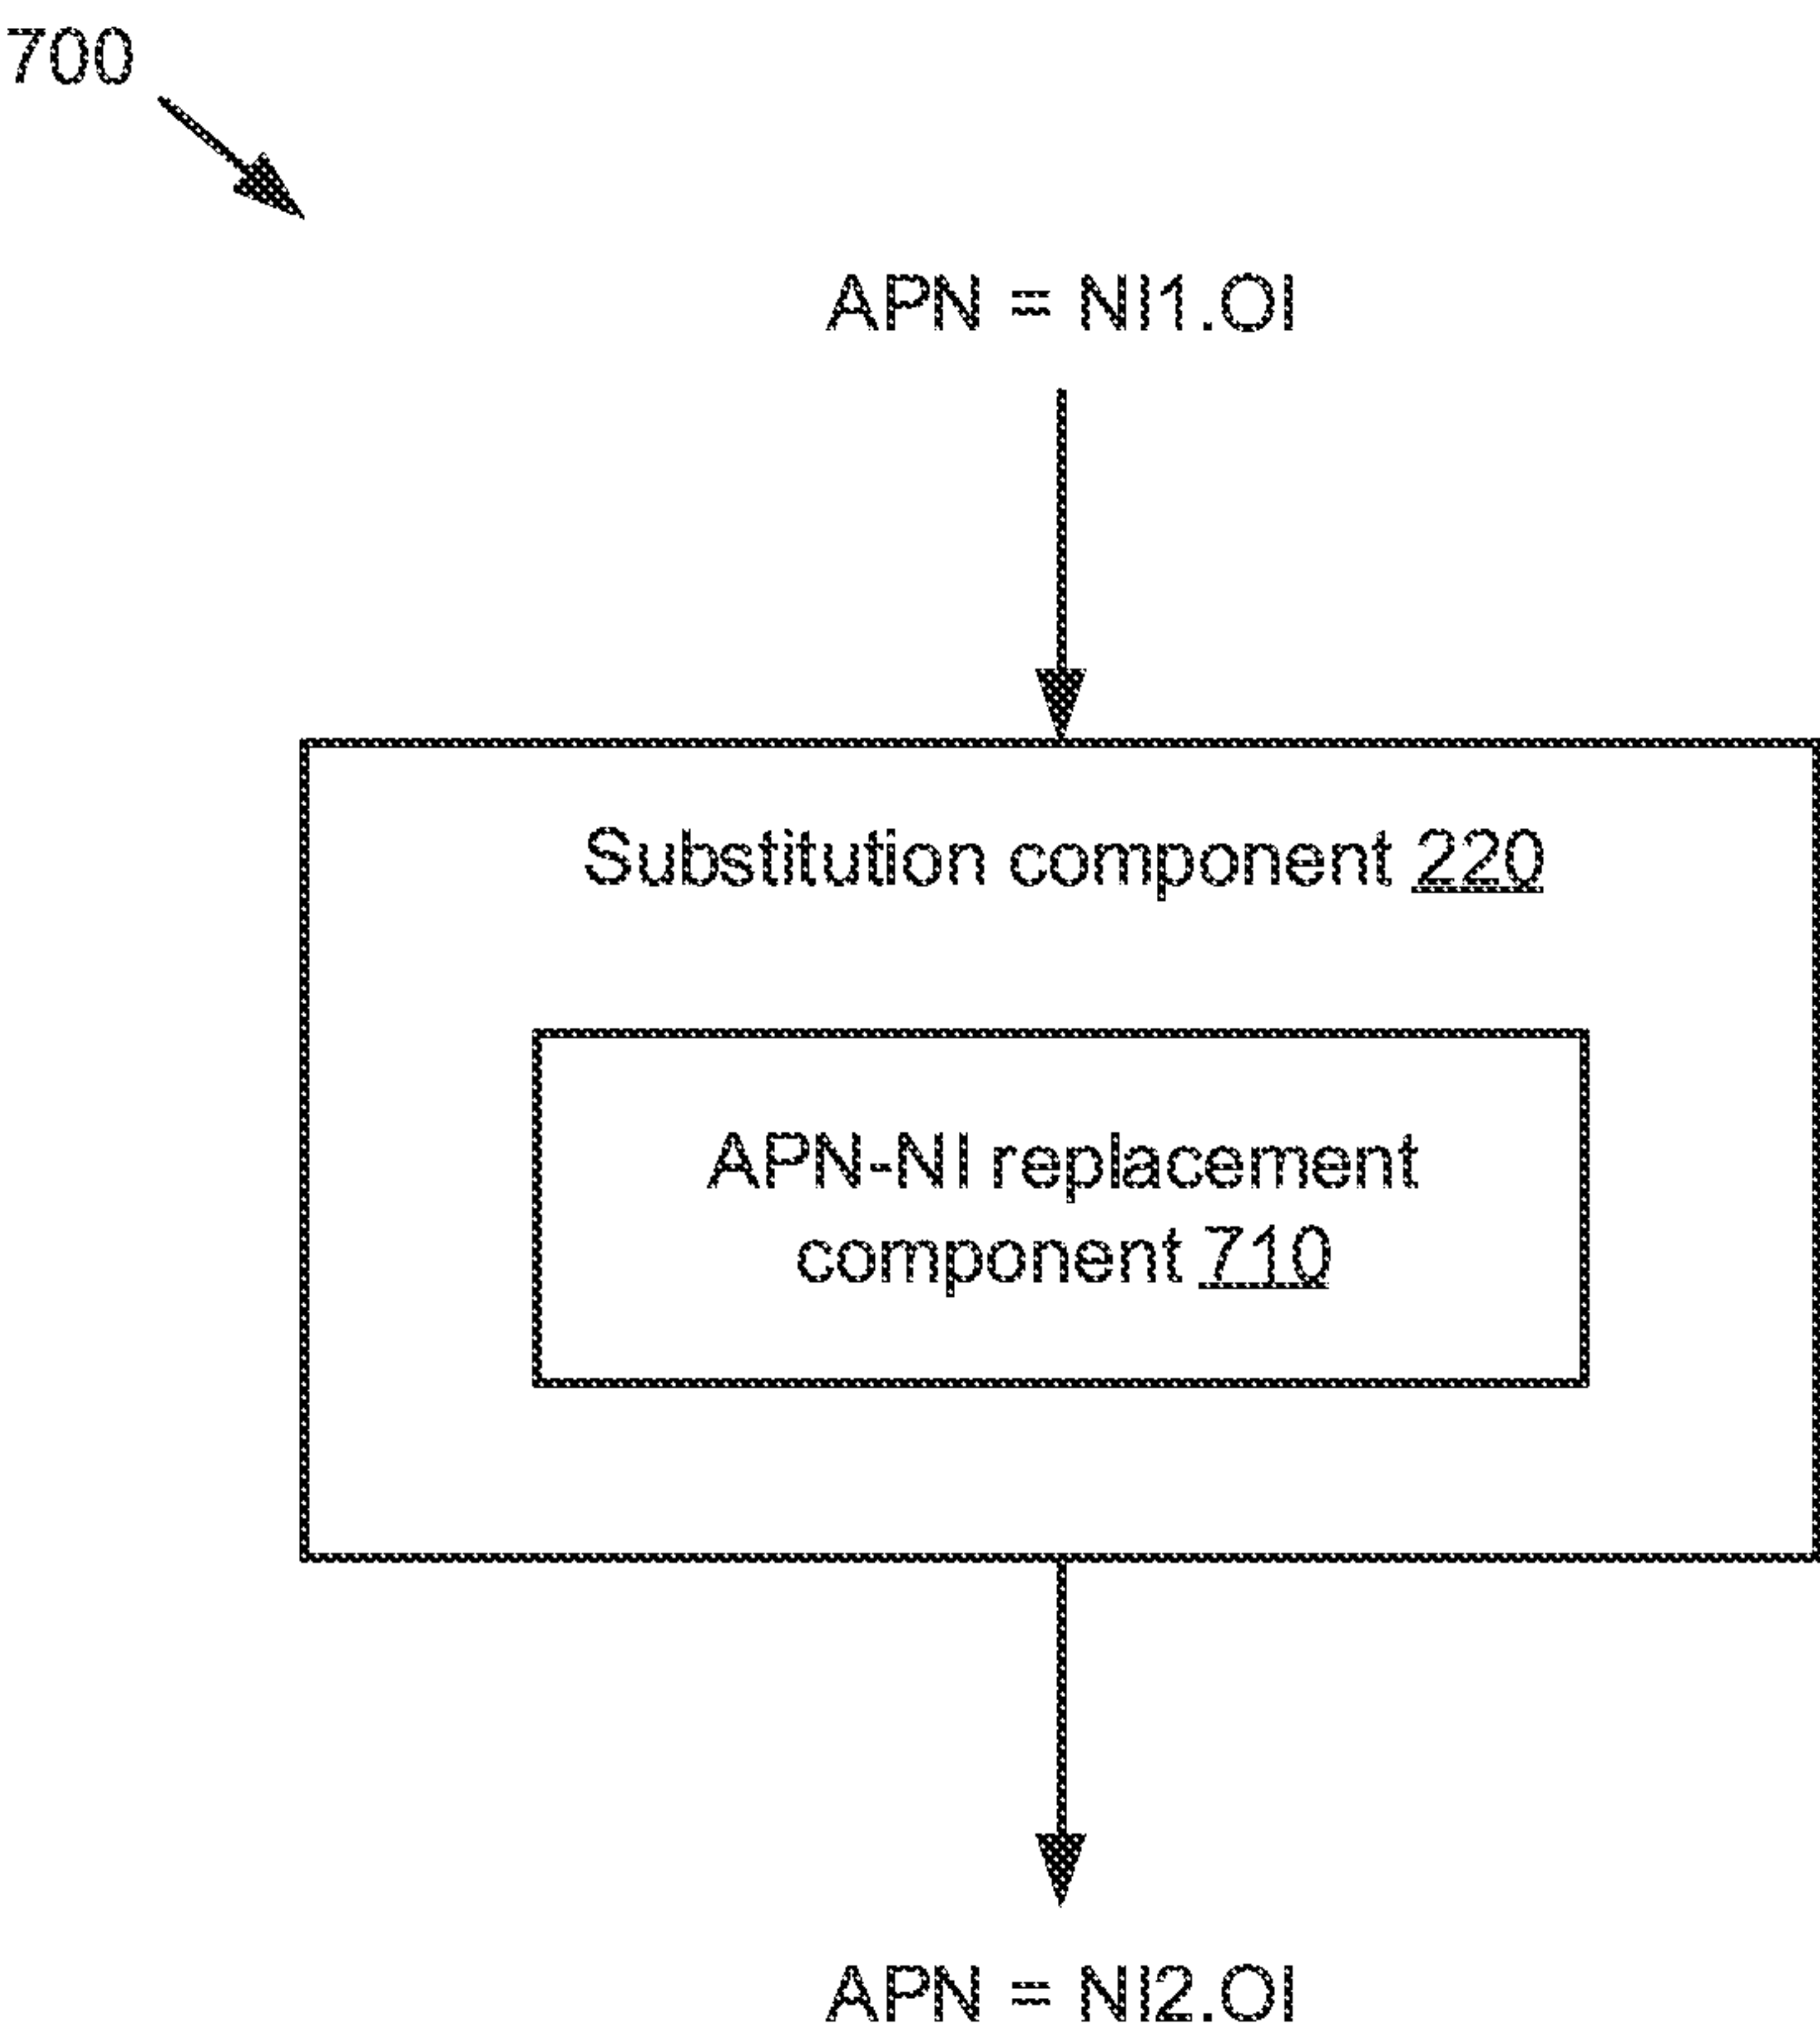 700
APN = NI1.OI
Substitution component 220
APN-NI replacement
component 710
APN = NI2.OI